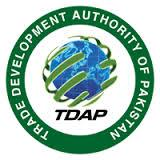 TRADE DEVELOPMENT AUTHORITY OF PAKISTAN
TDAP